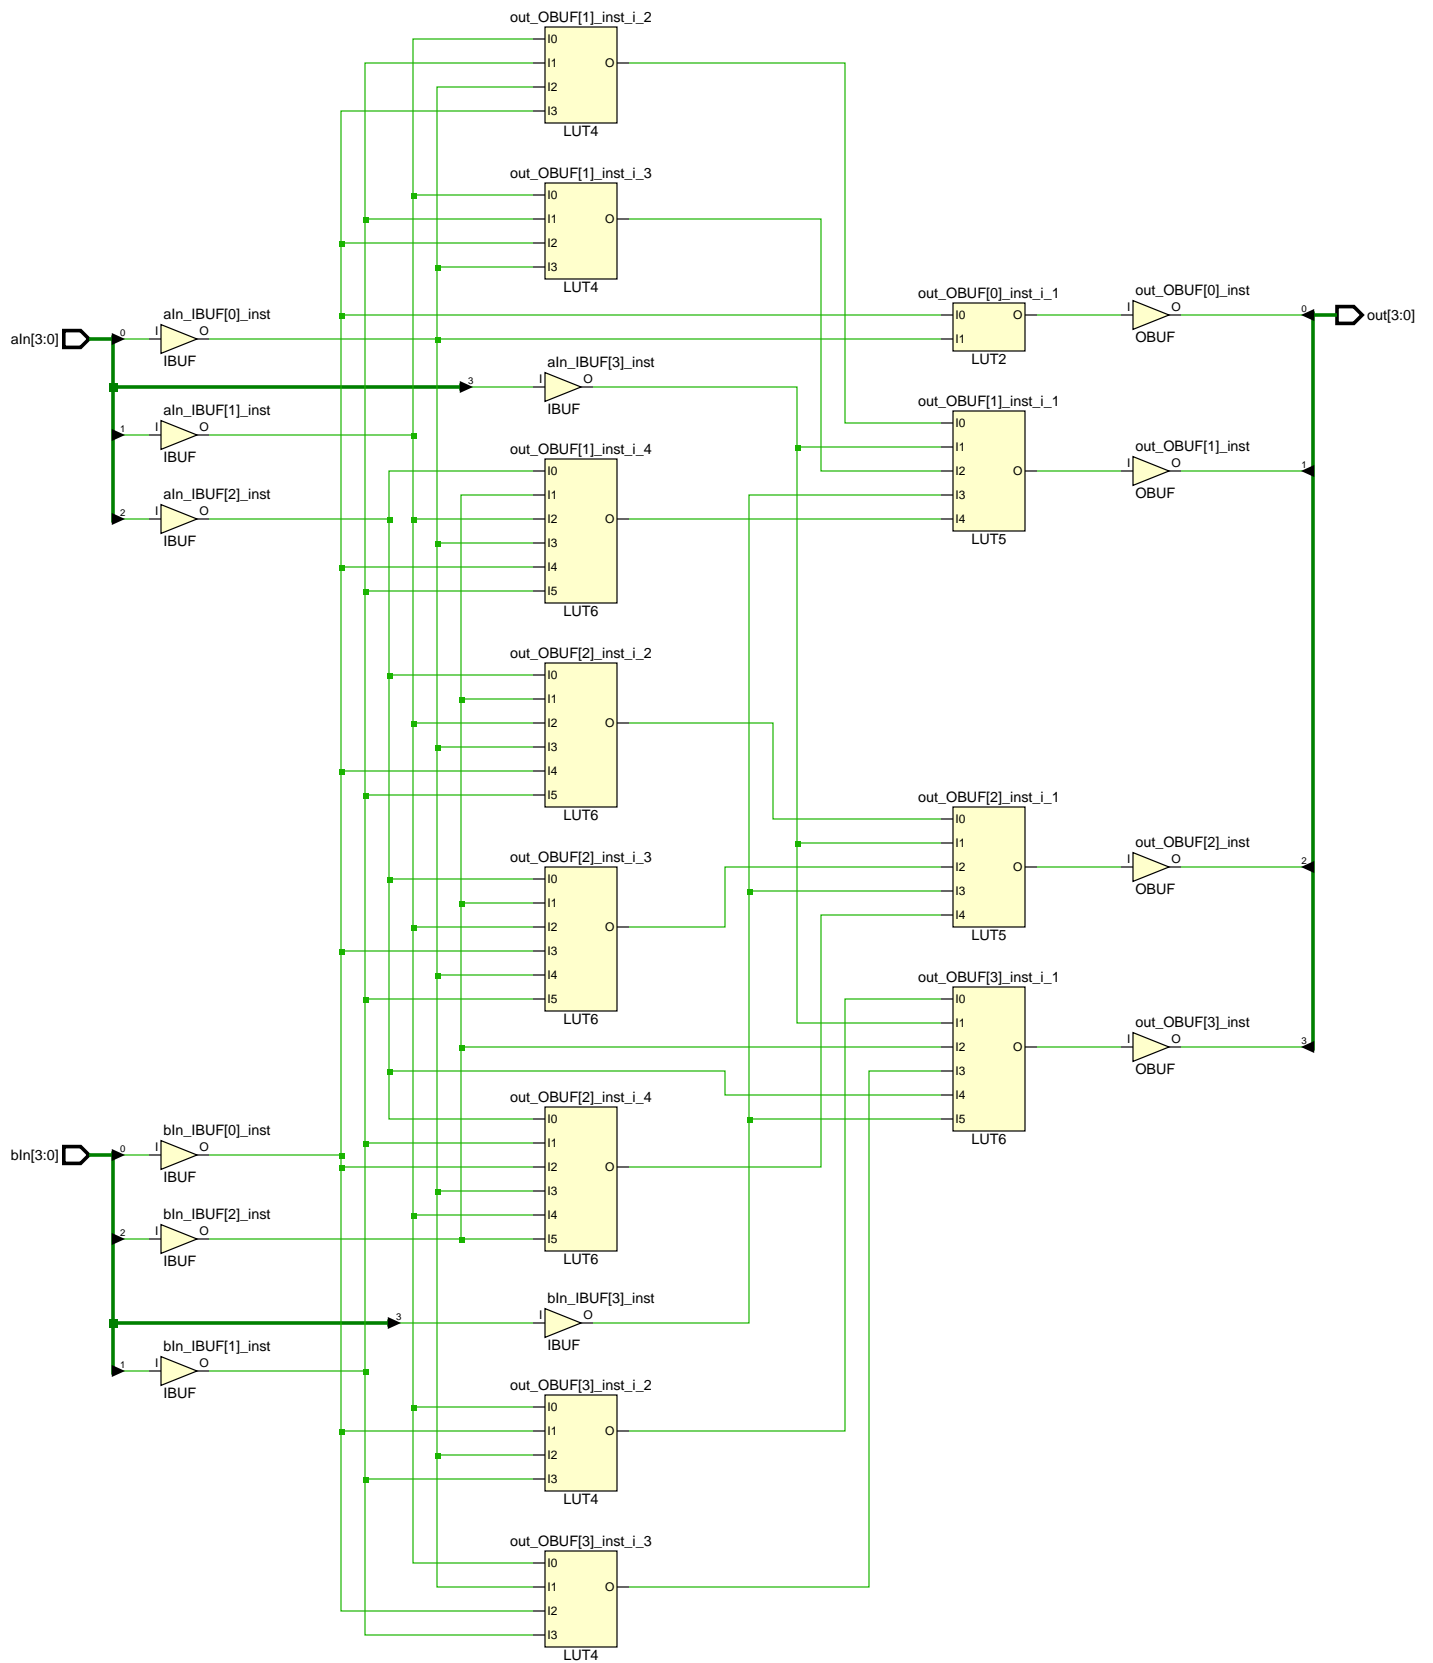 out_OBUF[1]_inst_i_2
I0
I1
O
I2
I3
LUT4
out_OBUF[1]_inst_i_3
I0
I1
O
I2
I3
LUT4
out_OBUF[0]_inst_i_1
I0
O
I1
LUT2
out_OBUF[0]_inst
I
O
OBUF
0
out[3:0]
aIn[3:0]
0
aIn_IBUF[0]_inst
I
O
IBUF
3
aIn_IBUF[3]_inst
I
O
IBUF
1
aIn_IBUF[1]_inst
I
O
IBUF
2
aIn_IBUF[2]_inst
I
O
IBUF
out_OBUF[1]_inst_i_4
I0
I1
I2
O
I3
I4
I5
LUT6
out_OBUF[1]_inst_i_1
I0
I1
I2
O
I3
I4
LUT5
out_OBUF[1]_inst
I
O
OBUF
1
out_OBUF[2]_inst_i_2
I0
I1
I2
O
I3
I4
I5
LUT6
out_OBUF[2]_inst_i_1
I0
I1
I2
O
I3
I4
LUT5
out_OBUF[2]_inst
I
O
OBUF
2
out_OBUF[2]_inst_i_3
I0
I1
I2
O
I3
I4
I5
LUT6
out_OBUF[3]_inst_i_1
I0
I1
I2
O
I3
I4
I5
LUT6
out_OBUF[3]_inst
I
O
OBUF
3
out_OBUF[2]_inst_i_4
I0
I1
I2
O
I3
I4
I5
LUT6
bIn[3:0]
0
bIn_IBUF[0]_inst
I
O
IBUF
2
bIn_IBUF[2]_inst
I
O
IBUF
3
bIn_IBUF[3]_inst
I
O
IBUF
1
bIn_IBUF[1]_inst
I
O
IBUF
out_OBUF[3]_inst_i_2
I0
I1
O
I2
I3
LUT4
out_OBUF[3]_inst_i_3
I0
I1
O
I2
I3
LUT4